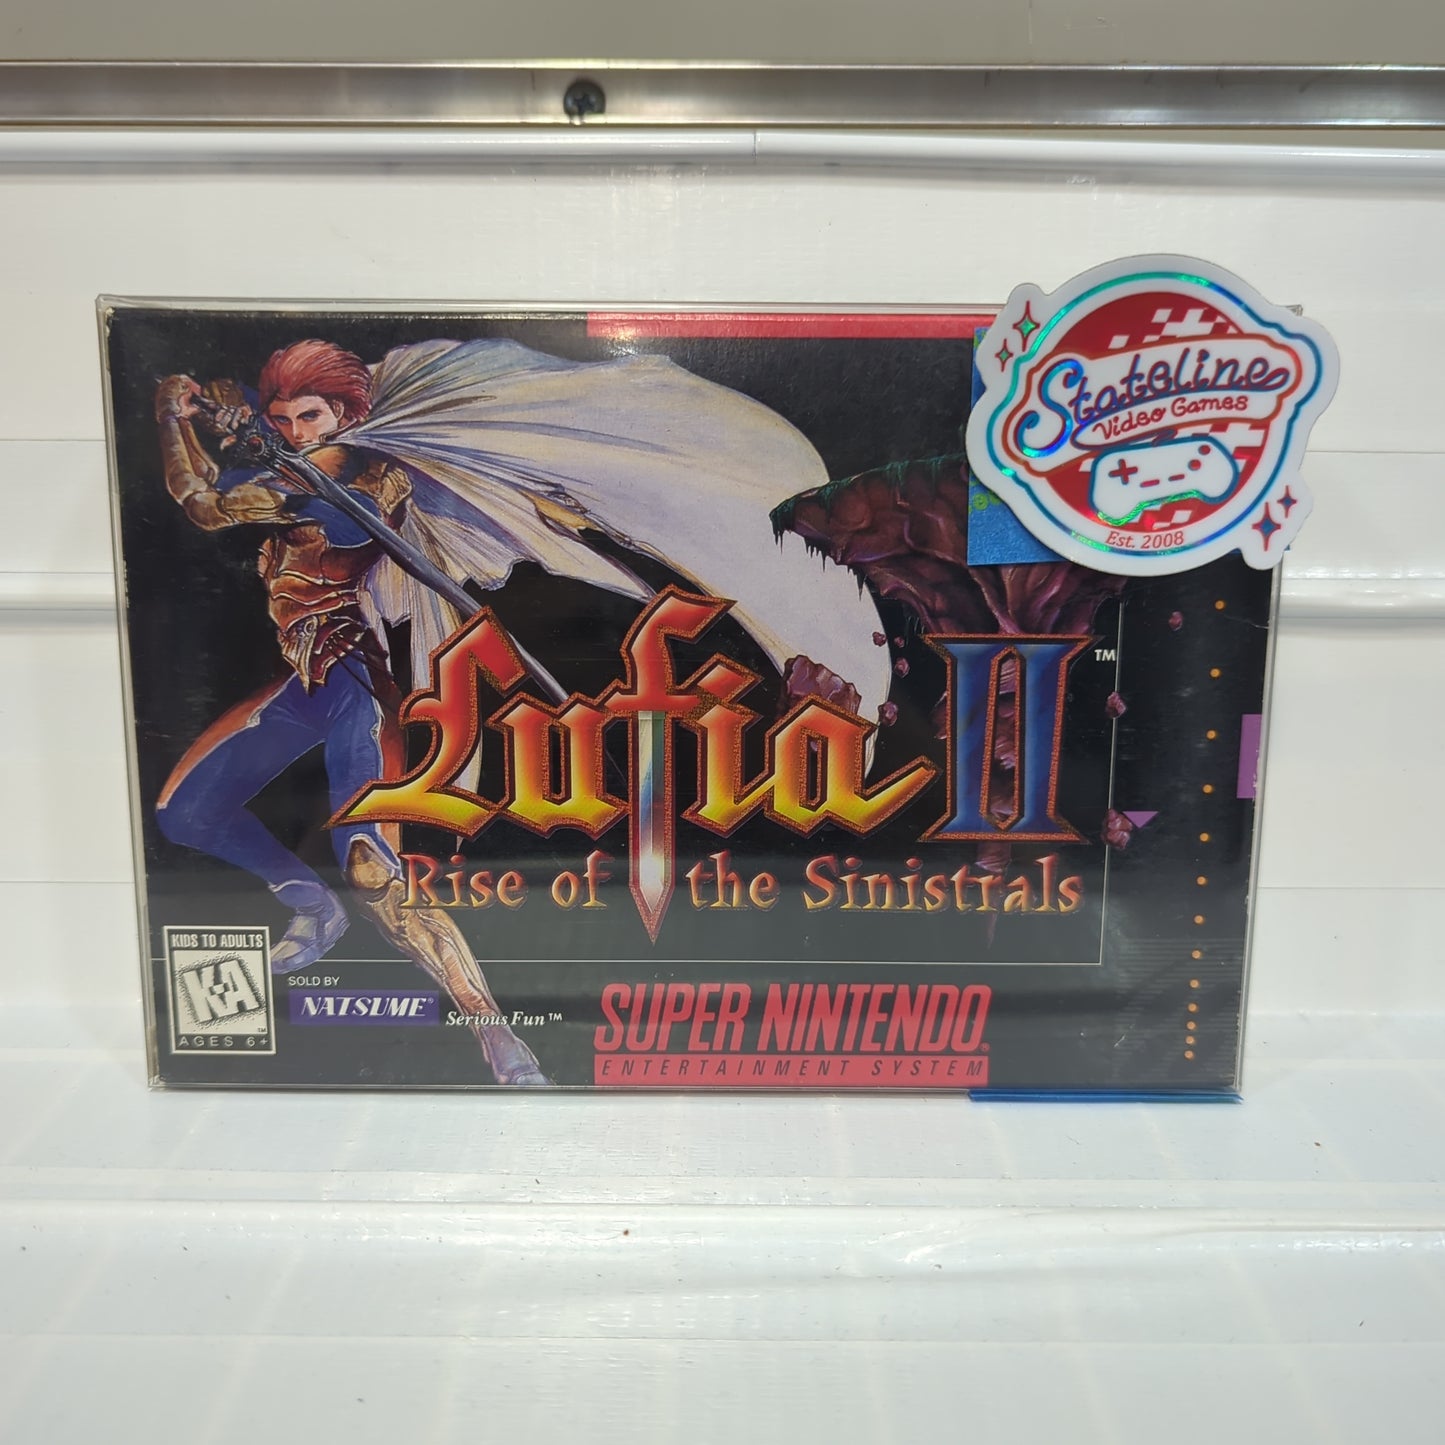 Stateline
Video Games
Est. 2008
Lufia II ™
Rise of the Sinistrals
KIDS TO ADULTS
K-A
™
AGES 6+
SOLD BY
NATSUME®
Serious Fun™
SUPER NINTENDO®
ENTERTAINMENT SYSTEM